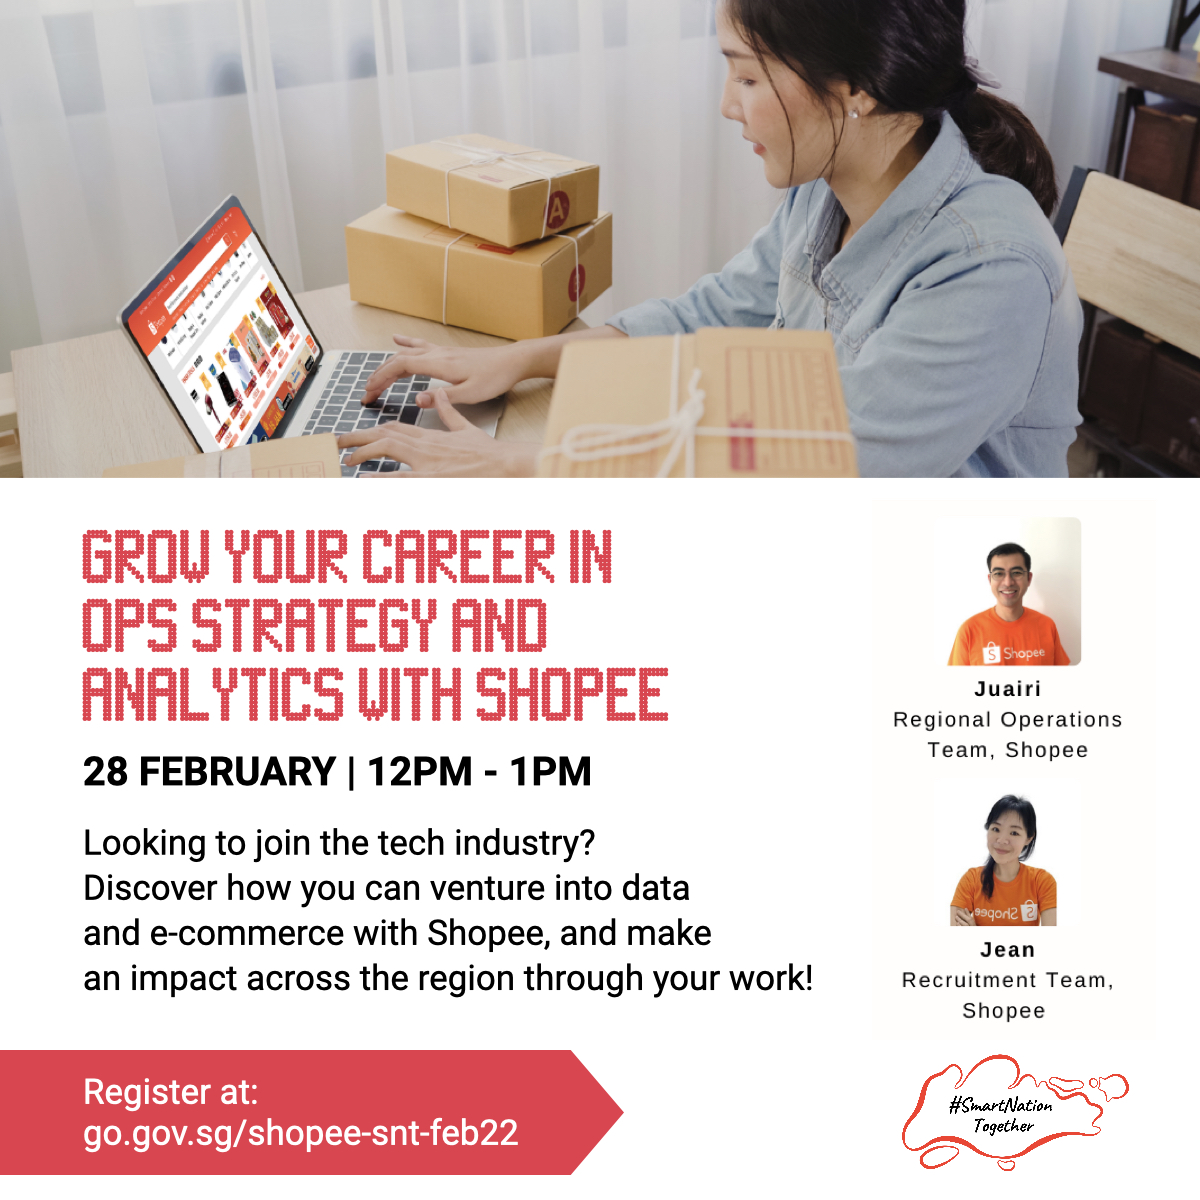 A
GROW YOUR CAREER IN
OPS STRATEGY AND
ANALYTICS WITH SHOPEE
28 FEBRUARY | 12PM - 1PM
Looking to join the tech industry?
Discover how you can venture into data
and e-commerce with Shopee, and make
an impact across the region through your work!
Register at:
go.gov.sg/shopee-snt-feb22
Shopee
Juairi
Regional Operations
Team, Shopee
Shopee
Jean
Recruitment Team,
Shopee
#SmartNation
Together